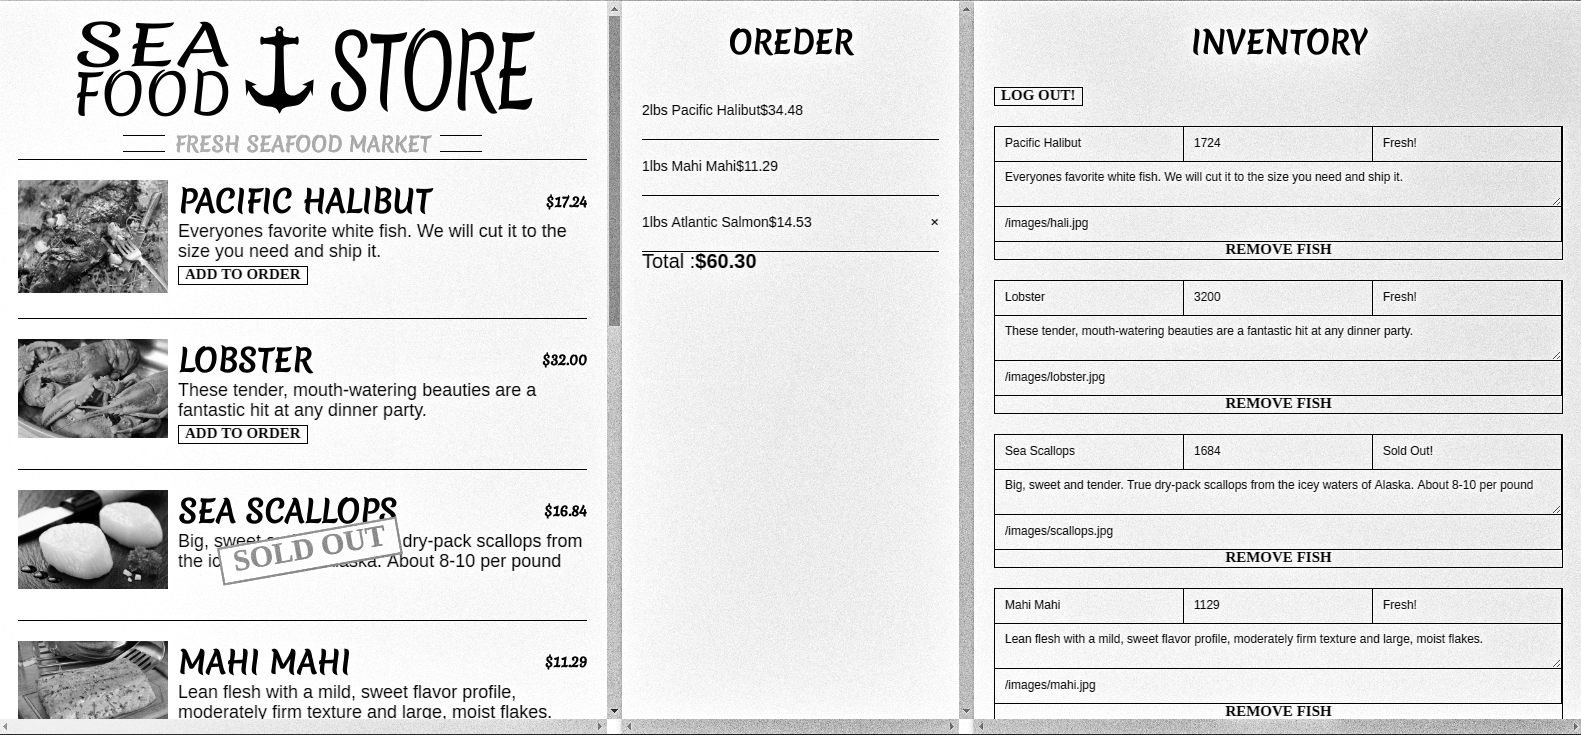 SEA
FOOD
STORE
FRESH SEAFOOD MARKET
PACIFIC HALIBUT
$17.24
Everyones favorite white fish. We will cut it to the
size you need and ship it.
ADD TO ORDER
LOBSTER
$32.00
These tender, mouth-watering beauties are a
fantastic hit at any dinner party.
ADD TO ORDER
SEA SCALLOPS
$16.84
Big, sweet dry-pack scallops from
the About 8-10 per pound
SOLD OUT
MAHI MAHI
$11.29
Lean flesh with a mild, sweet flavor profile,
moderately firm texture and large, moist flakes.
OREDER
2lbs Pacific Halibut$34.48
1lbs Mahi Mahi$11.29
1lbs Atlantic Salmon$14.53 ×
Total :$60.30
INVENTORY
LOG OUT!
Pacific Halibut 1724 Fresh!
Everyones favorite white fish. We will cut it to the size you need and ship it.
/images/hali.jpg
REMOVE FISH
Lobster 3200 Fresh!
These tender, mouth-watering beauties are a fantastic hit at any dinner party.
/images/lobster.jpg
REMOVE FISH
Sea Scallops 1684 Sold Out!
Big, sweet and tender. True dry-pack scallops from the icey waters of Alaska. About 8-10 per pound
/images/scallops.jpg
REMOVE FISH
Mahi Mahi 1129 Fresh!
Lean flesh with a mild, sweet flavor profile, moderately firm texture and large, moist flakes.
/images/mahi.jpg
REMOVE FISH